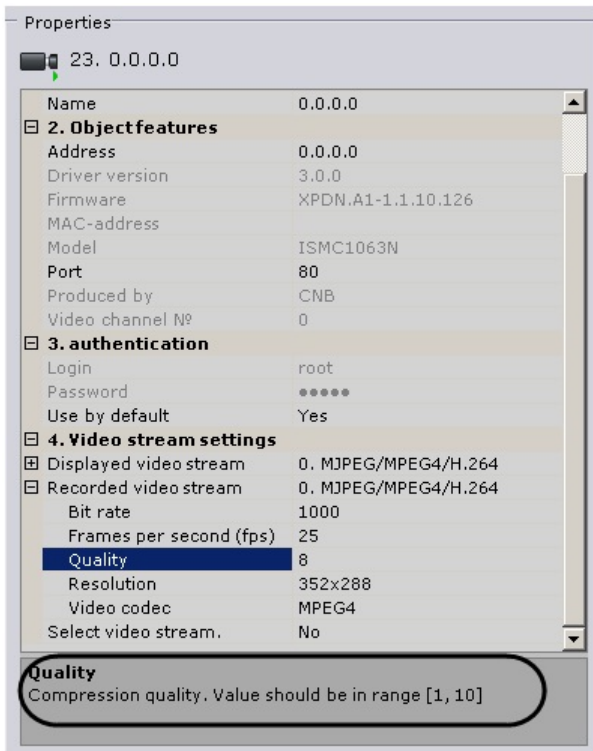 Properties
23. 0.0.0.0
Name 0.0.0.0
2. Object features
Address 0.0.0.0
Driver version 3.0.0
Firmware XPDN.A1-1.1.10.126
MAC-address
Model ISMC1063N
Port 80
Produced by CNB
Video channel Nº 0
3. authentication
Login root
Password •••••
Use by default Yes
4. Video stream settings
Displayed video stream 0. MJPEG/MPEG4/H.264
Recorded video stream 0. MJPEG/MPEG4/H.264
Bit rate 1000
Frames per second (fps) 25
Quality 8
Resolution 352x288
Video codec MPEG4
Select video stream. No
Quality
Compression quality. Value should be in range [1, 10]